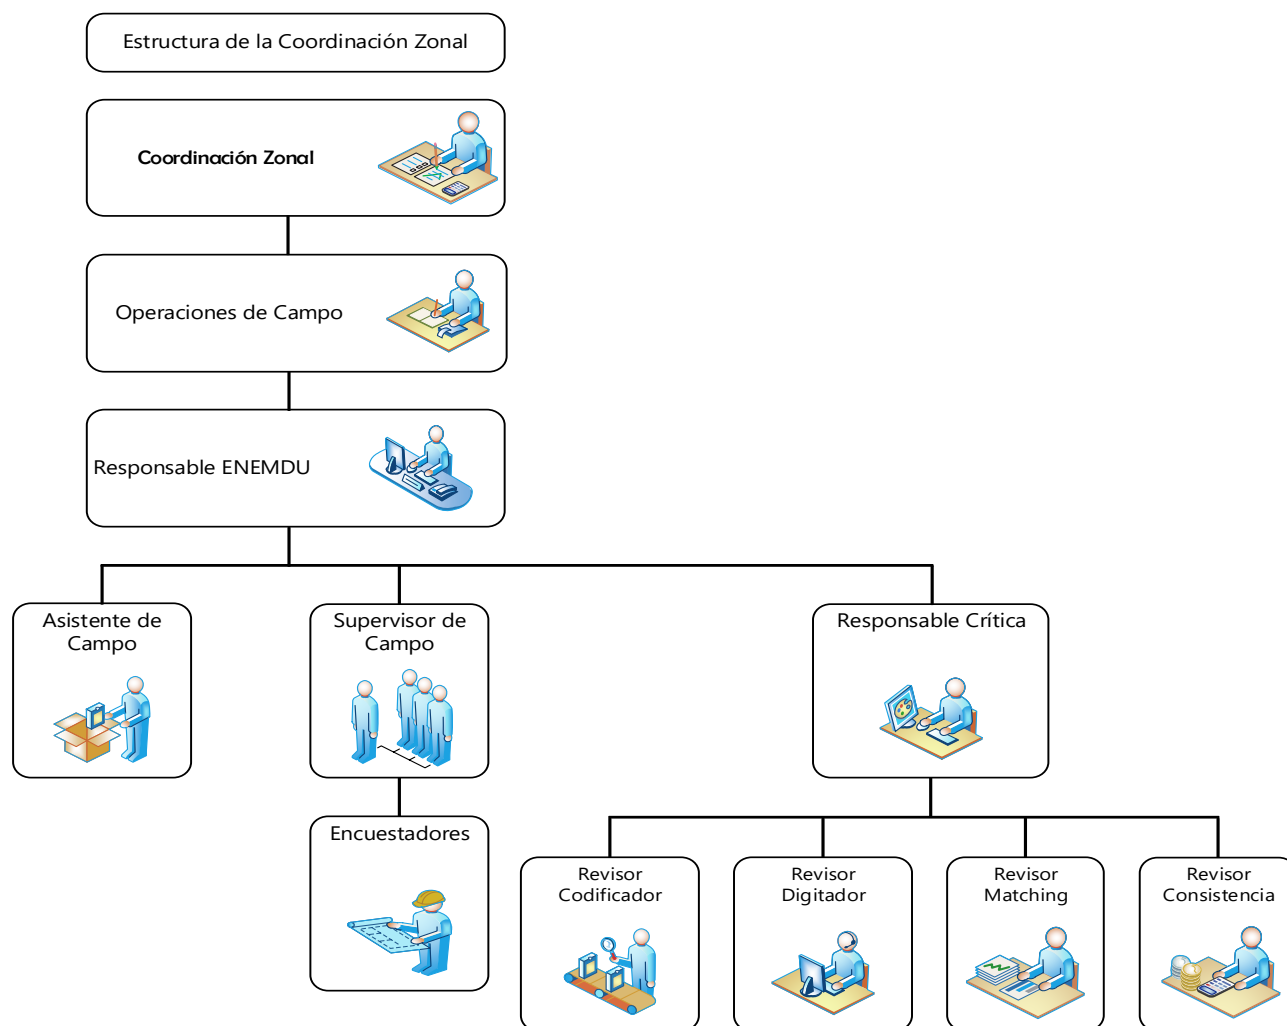 Estructura de la Coordinación Zonal
Coordinación Zonal
Operaciones de Campo
Responsable ENEMDU
Asistente de
Campo
Supervisor de
Campo
Responsable Crítica
Encuestadores
Revisor
Codificador
Revisor
Digitador
Revisor
Matching
Revisor
Consistencia